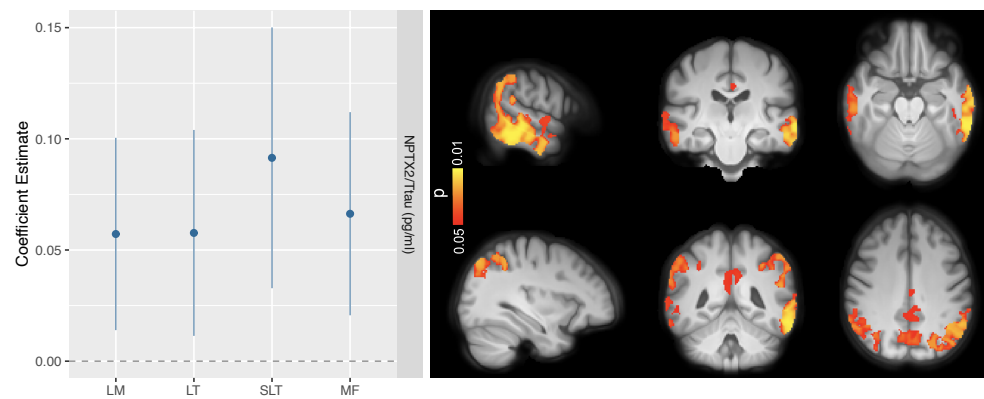 Coefficient Estimate
0.15
0.10
0.05
0.00
LM LT SLT MF
NPTX2/Ttau (pg/ml)
p
0.01
0.05